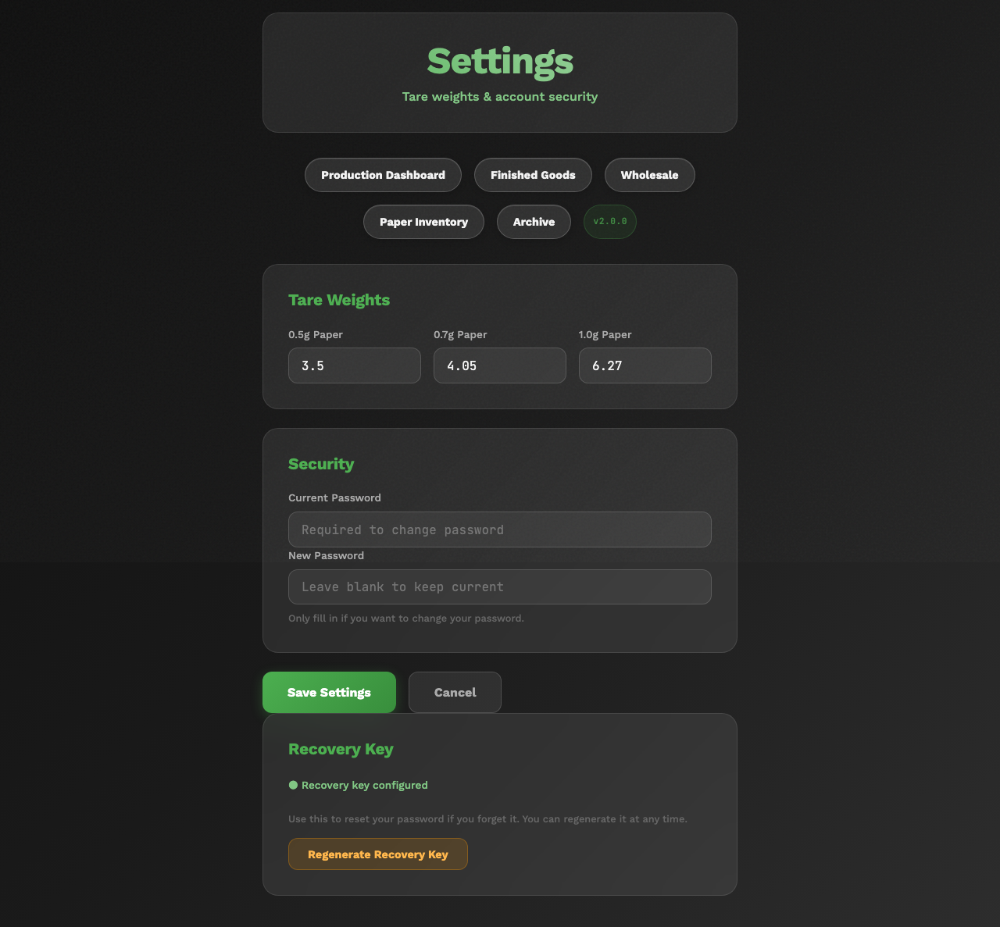 Settings
Tare weights & account security
Production Dashboard
Finished Goods
Wholesale
Paper Inventory
Archive
v2.0.0
Tare Weights
0.5g Paper
0.7g Paper
1.0g Paper
3.5
4.05
6.27
Security
Current Password
Required to change password
New Password
Leave blank to keep current
Only fill in if you want to change your password.
Save Settings
Cancel
Recovery Key
Recovery key configured
Use this to reset your password if you forget it. You can regenerate it at any time.
Regenerate Recovery Key